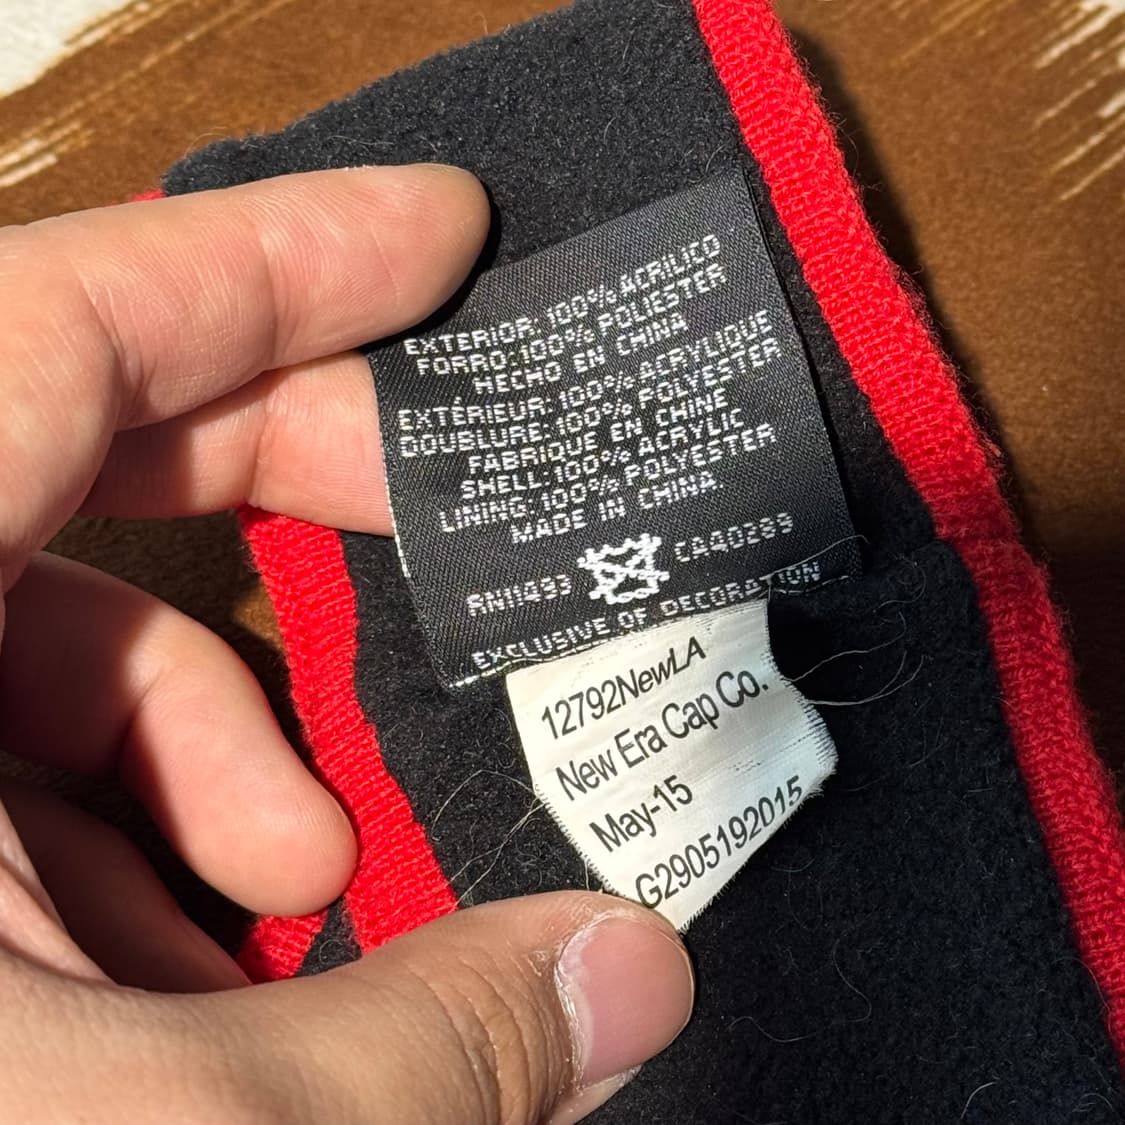 EXTERIOR: 100% ACRILICO
FORRO: 100% POLIESTER
HECHO EN CHINA
EXTÉRIEUR: 100% ACRYLIQUE
DOUBLURE: 100% POLYESTER
FABRIQUE EN CHINE
SHELL: 100% ACRYLIC
LINING: 100% POLYESTER
MADE IN CHINA
RN11493 CA40289
EXCLUSIVE OF DECORATION
12792NewLA
New Era Cap Co.
May-15
G2905192015